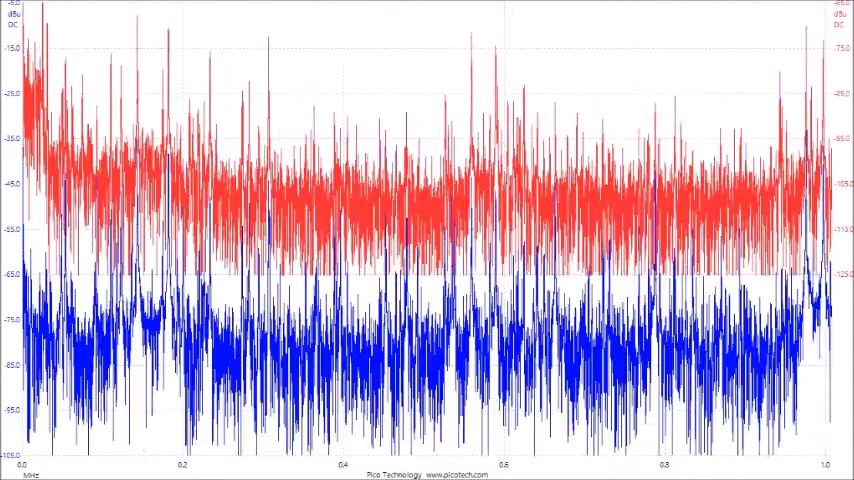 -5.0 -65.0
dBu dBu
DC DC
-15.0 -75.0
-25.0 -85.0
-35.0 -95.0
-45.0 -105.0
-55.0 -115.0
-65.0 -125.0
-75.0
-85.0
-95.0
-105.0
0.0 0.2 0.4 0.6 0.8 1.0
MHz Pico Technology www.picotech.com